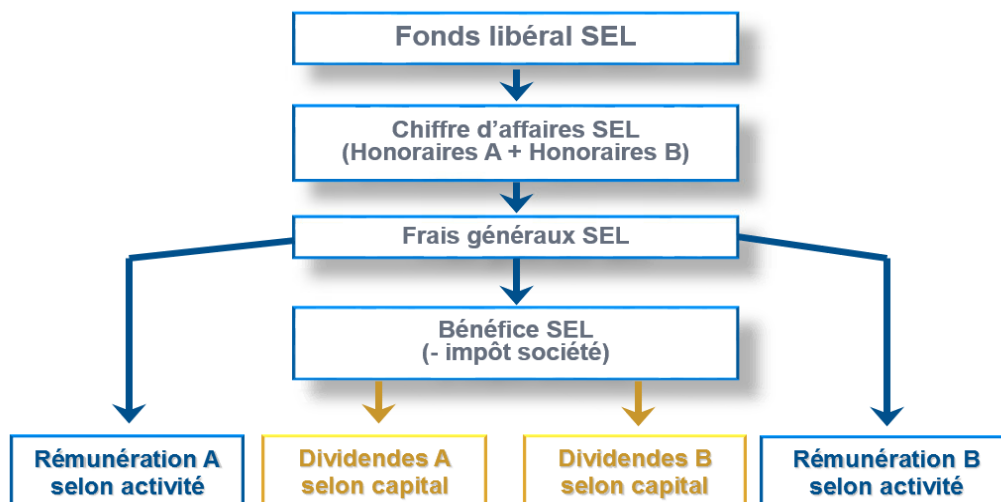 Fonds libéral SEL
Chiffre d'affaires SEL
(Honoraires A + Honoraires B)
Frais généraux SEL
Bénéfice SEL
(- impôt société)
Rémunération A
selon activité
Dividendes A
selon capital
Dividendes B
selon capital
Rémunération B
selon activité